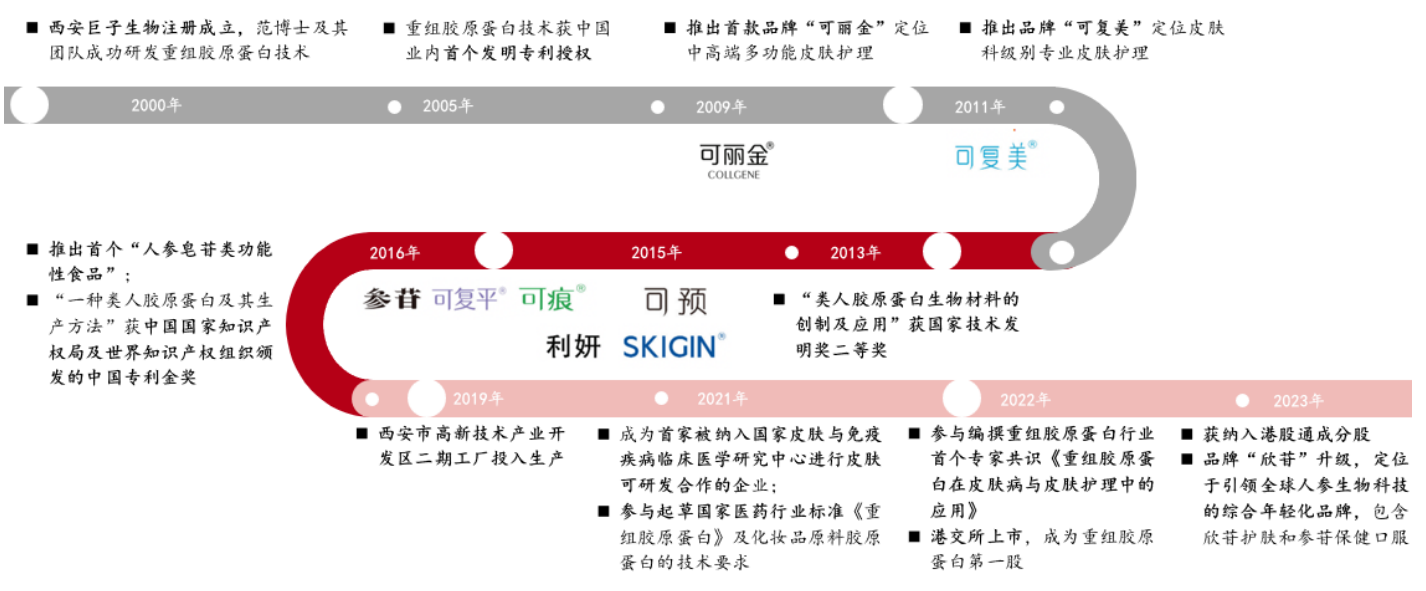 ■ 西安巨子生物注册成立，范博士及其
团队成功研发重组胶原蛋白技术
■ 重组胶原蛋白技术获中国
业内首个发明专利授权
■ 推出首款品牌“可丽金”定位
中高端多功能皮肤护理
■ 推出品牌“可复美”定位皮肤
科级别专业皮肤护理
2000年
2005年
2009年
2011年
可丽金®
COLLGENE
可复美®
■ 推出首个“人参皂苷类功能
性食品”；
■ “一种类人胶原蛋白及其生
产方法”获中国国家知识产
权局及世界知识产权组织颁
发的中国专利金奖
2016年
2015年
2013年
参苷
可复平®
可痕®
可预
利妍
SKIGIN®
■ “类人胶原蛋白生物材料的
创制及应用”获国家技术发
明奖二等奖
2019年
2021年
2022年
2023年
■ 西安市高新技术产业开
发区二期工厂投入生产
■ 成为首家被纳入国家皮肤与免疫
疾病临床医学研究中心进行皮肤
可研发合作的企业；
■ 参与起草国家医药行业标准《重
组胶原蛋白》及化妆品原料胶原
蛋白的技术要求
■ 参与编撰重组胶原蛋白行业
首个专家共识《重组胶原蛋
白在皮肤病与皮肤护理中的
应用》
■ 港交所上市，成为重组胶原
蛋白第一股
■ 获纳入港股通成分股
■ 品牌“欣苷”升级，定位
于引领全球人参生物科技
的综合年轻化品牌，包含
欣苷护肤和参苷保健口服